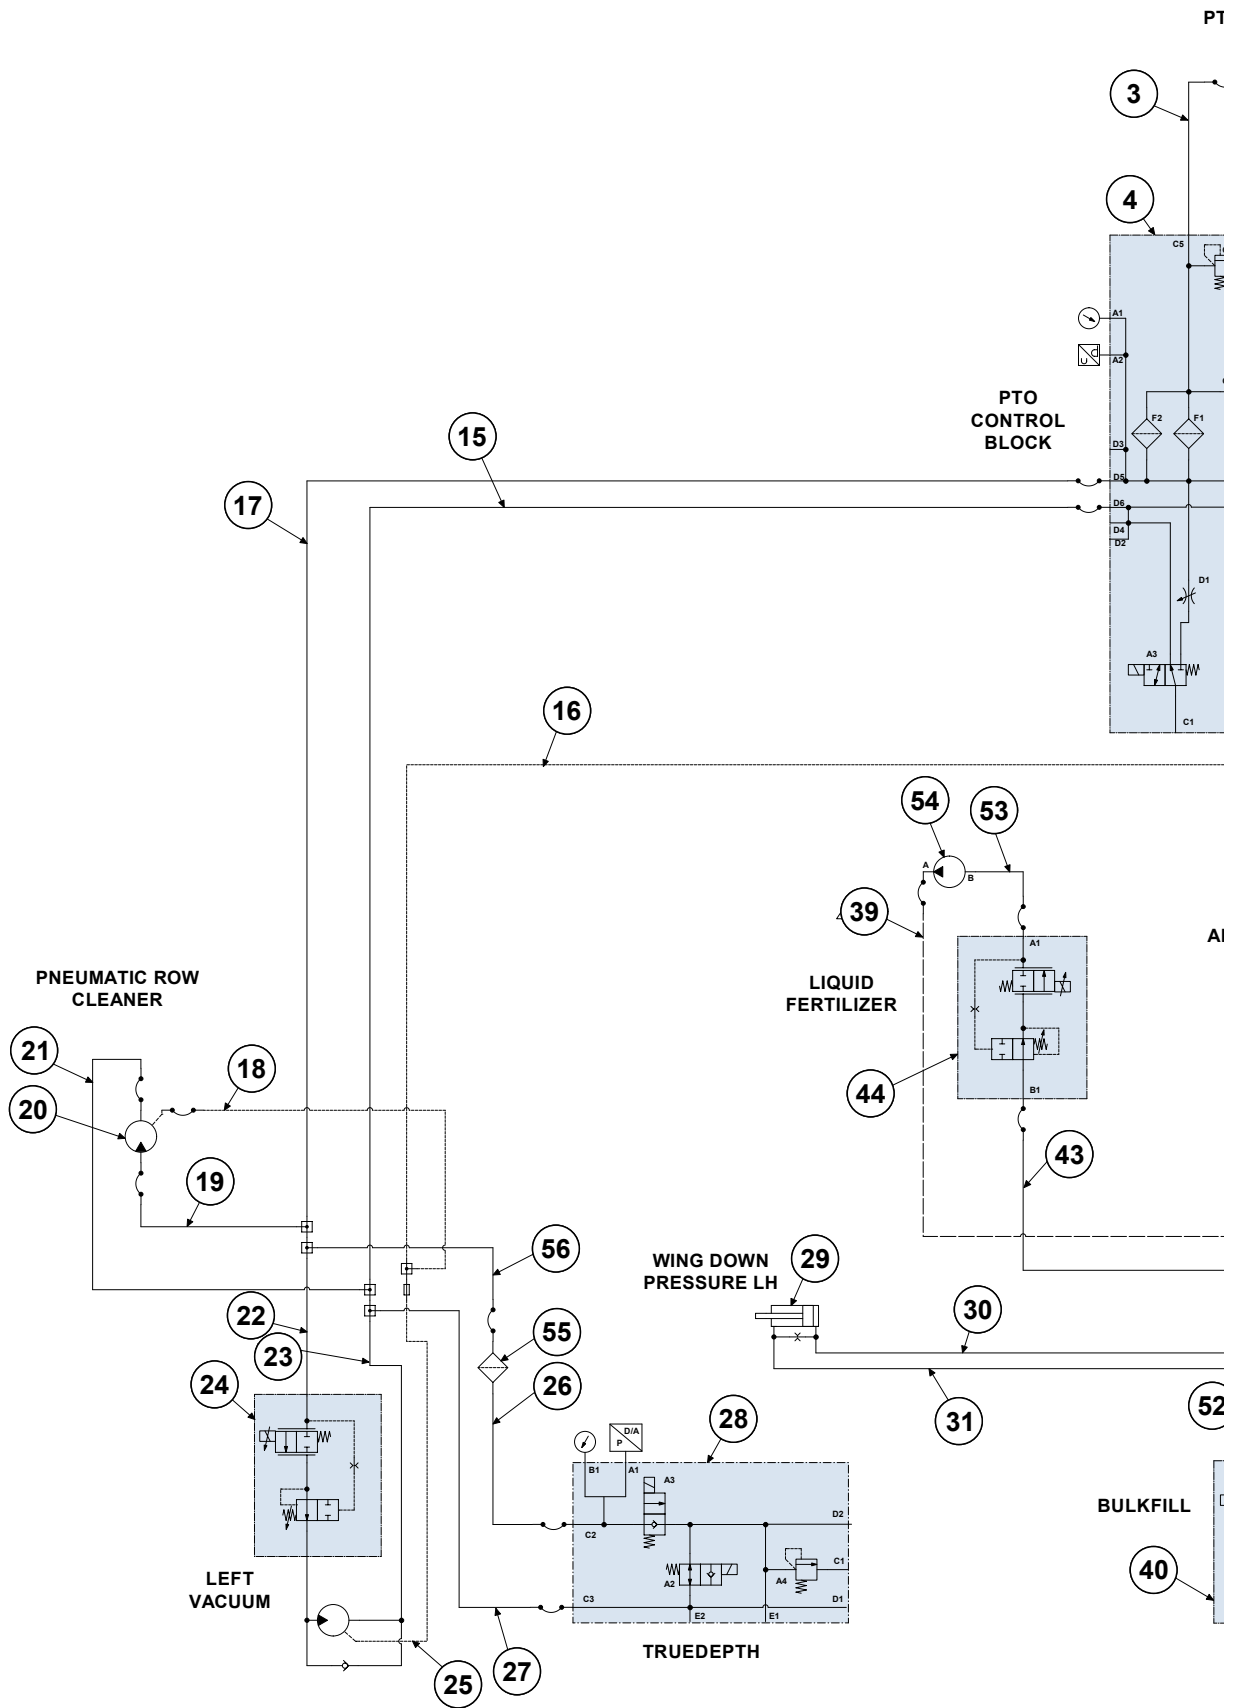 PT
3
4
C5
A1
A2
PTO
CONTROL
BLOCK
F2
F1
15
D3
17
D5
D6
D4
D2
D1
A3
16
C1
54
53
A
B
39
A1
AI
PNEUMATIC ROW
CLEANER
LIQUID
FERTILIZER
21
18
20
44
B1
43
19
56
WING DOWN
PRESSURE LH
29
22
30
23
55
24
26
52
28
31
D/A
P
B1
A1
A3
BULKFILL
C2
D2
C1
A2
A4
40
LEFT
VACUUM
C3
D1
E2
E1
TRUEDEPTH
25
27